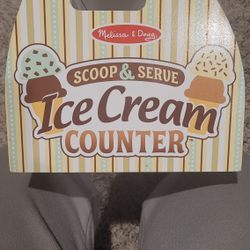 Melissa & Doug
SCOOP & SERVE
Ice Cream
COUNTER